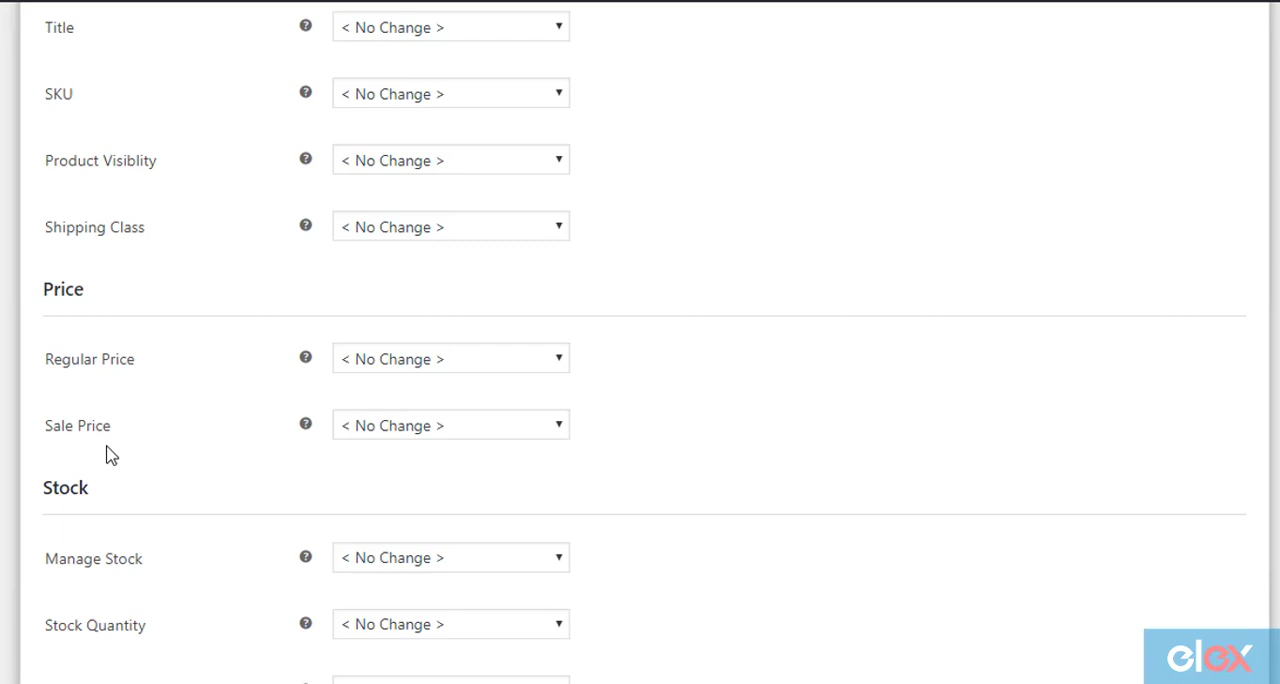 Title < No Change >
SKU < No Change >
Product Visiblity < No Change >
Shipping Class < No Change >
Price
Regular Price < No Change >
Sale Price < No Change >
Stock
Manage Stock < No Change >
Stock Quantity < No Change >
elex